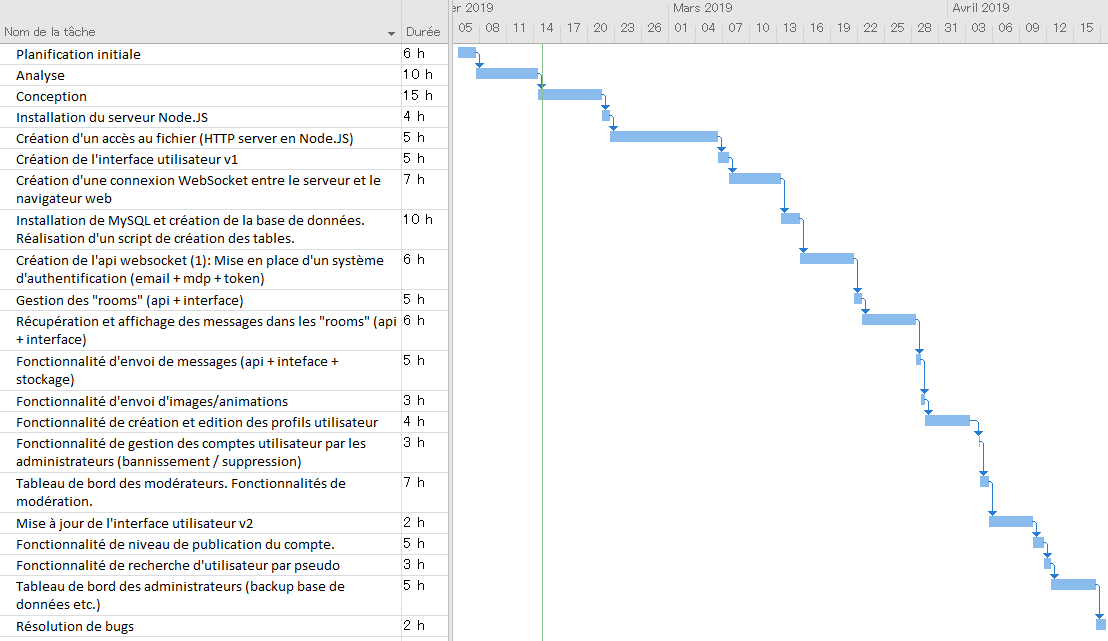 er 2019
Mars 2019
Avril 2019
Nom de la tâche
Durée
05 08 11 14 17 20 23 26 01 04 07 10 13 16 19 22 25 28 31 03 06 09 12 15
Planification initiale 6 h
Analyse 10 h
Conception 15 h
Installation du serveur Node.JS 4 h
Création d'un accès au fichier (HTTP server en Node.JS) 5 h
Création de l'interface utilisateur v1 5 h
Création d'une connexion WebSocket entre le serveur et le 7 h
navigateur web
Installation de MySQL et création de la base de données. 10 h
Réalisation d'un script de création des tables.
Création de l'api websocket (1): Mise en place d'un système 6 h
d'authentification (email + mdp + token)
Gestion des "rooms" (api + interface) 5 h
Récupération et affichage des messages dans les "rooms" (api 6 h
+ interface)
Fonctionnalité d'envoi de messages (api + inteface + 5 h
stockage)
Fonctionnalité d'envoi d'images/animations 3 h
Fonctionnalité de création et edition des profils utilisateur 4 h
Fonctionnalité de gestion des comptes utilisateur par les 3 h
administrateurs (bannissement / suppression)
Tableau de bord des modérateurs. Fonctionnalités de 7 h
modération.
Mise à jour de l'interface utilisateur v2 2 h
Fonctionnalité de niveau de publication du compte. 5 h
Fonctionnalité de recherche d'utilisateur par pseudo 3 h
Tableau de bord des administrateurs (backup base de 5 h
données etc.)
Résolution de bugs 2 h